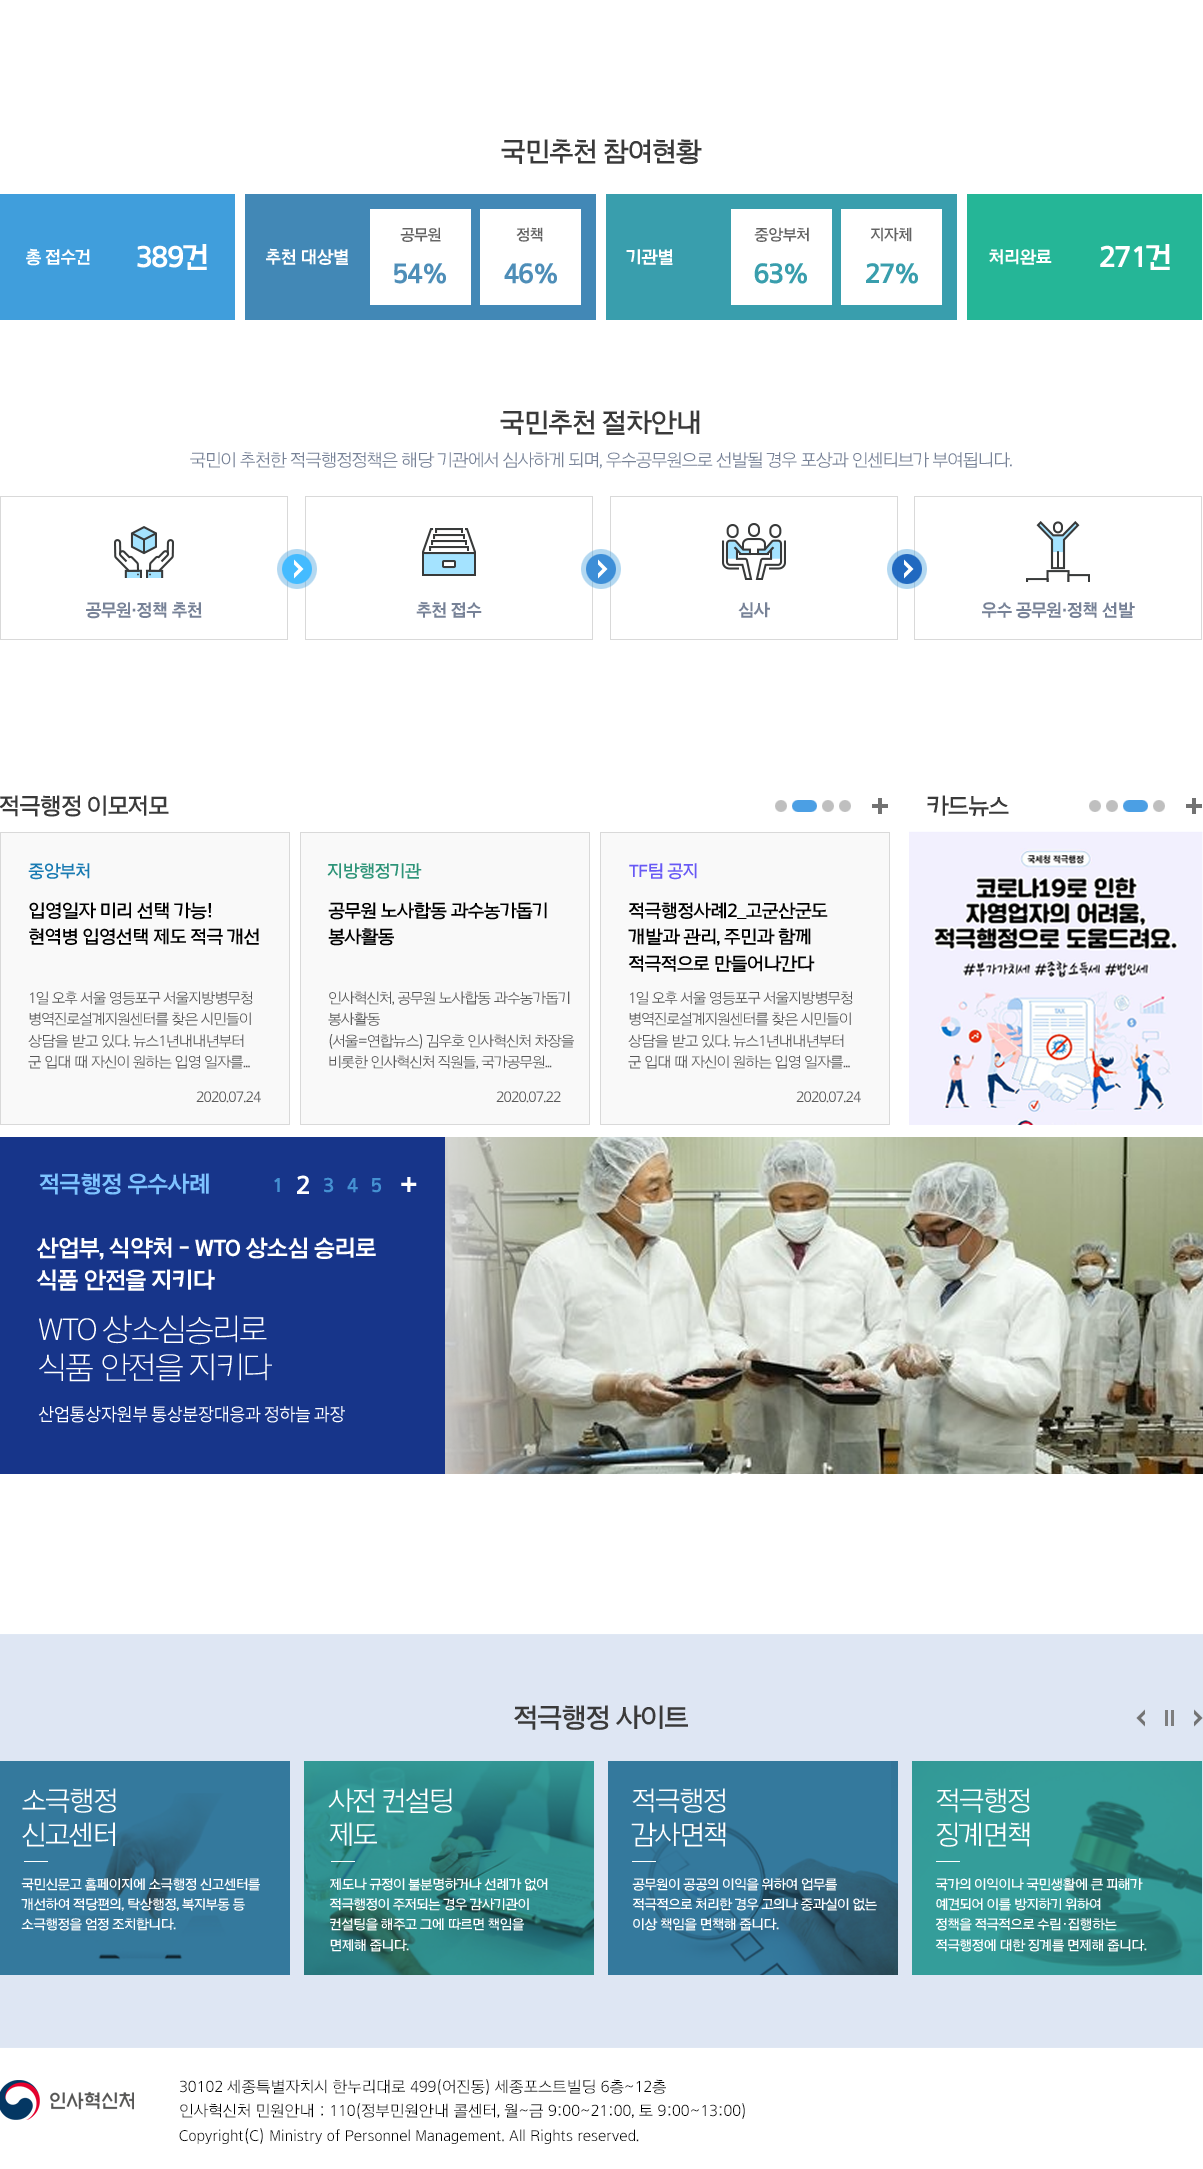 국민추천 참여현황
총 접수건 389건
추천 대상별 공무원 54% 정책 46%
기관별 중앙부처 63% 지자체 27%
처리완료 271건
국민추천 절차안내
국민이 추천한 적극행정정책은 해당 기관에서 심사하게 되며, 우수공무원으로 선발될 경우 포상과 인센티브가 부여됩니다.
공무원·정책 추천
추천 접수
심사
우수 공무원·정책 선발
적극행정 이모저모
중앙부처
입영일자 미리 선택 가능!
현역병 입영선택 제도 적극 개선
1일 오후 서울 영등포구 서울지방병무청
병역진로설계지원센터를 찾은 시민들이
상담을 받고 있다. 뉴스1년내내년부터
군 입대 때 자신이 원하는 입영 일자를...
2020.07.24
지방행정기관
공무원 노사합동 과수농가돕기
봉사활동
인사혁신처, 공무원 노사합동 과수농가돕기
봉사활동
(서울=연합뉴스) 김우호 인사혁신처 차장을
비롯한 인사혁신처 직원들, 국가공무원...
2020.07.22
TF팀 공지
적극행정사례2_고군산군도
개발과 관리, 주민과 함께
적극적으로 만들어나간다
1일 오후 서울 영등포구 서울지방병무청
병역진로설계지원센터를 찾은 시민들이
상담을 받고 있다. 뉴스1년내내년부터
군 입대 때 자신이 원하는 입영 일자를...
2020.07.24
카드뉴스
국세청 적극행정
코로나19로 인한
자영업자의 어려움,
적극행정으로 도움드려요.
#부가가치세 #종합소득세 #법인세
TAX
적극행정 우수사례 1 2 3 4 5
산업부, 식약처 - WTO 상소심 승리로
식품 안전을 지키다
WTO 상소심승리로
식품 안전을 지키다
산업통상자원부 통상분장대응과 정하늘 과장
적극행정 사이트
소극행정
신고센터
국민신문고 홈페이지에 소극행정 신고센터를
개선하여 적당편의, 탁상행정, 복지부동 등
소극행정을 엄정 조치합니다.
사전 컨설팅
제도
제도나 규정이 불분명하거나 선례가 없어
적극행정이 주저되는 경우 감사기관이
컨설팅을 해주고 그에 따르면 책임을
면제해 줍니다.
적극행정
감사면책
공무원이 공공의 이익을 위하여 업무를
적극적으로 처리한 경우 고의나 중과실이 없는
이상 책임을 면책해 줍니다.
적극행정
징계면책
국가의 이익이나 국민생활에 큰 피해가
예견되어 이를 방지하기 위하여
정책을 적극적으로 수립·집행하는
적극행정에 대한 징계를 면제해 줍니다.
인사혁신처
30102 세종특별자치시 한누리대로 499(어진동) 세종포스트빌딩 6층~12층
인사혁신처 민원안내 : 110(정부민원안내 콜센터, 월~금 9:00~21:00, 토 9:00~13:00)
Copyright(C) Ministry of Personnel Management. All Rights reserved.